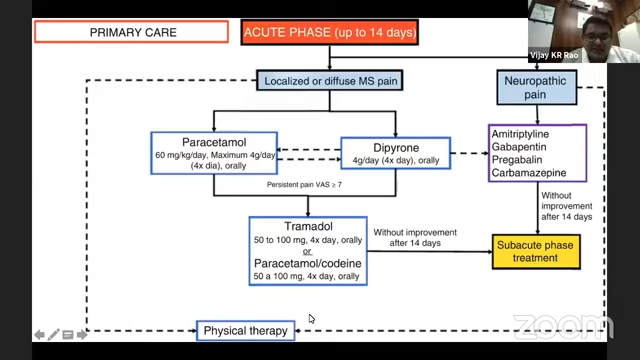 PRIMARY CARE
ACUTE PHASE (up to 14 days)
Vijay KR Rao
Localized or diffuse MS pain
Neuropathic
pain
Paracetamol
60 mg/kg/day, Maximum 4g/day
(4x dia), orally
Dipyrone
4g/day (4x day), orally
Amitriptyline
Gabapentin
Pregabalin
Carbamazepine
Persistent pain VAS ≥ 7
Without
improvement
after 14 days
Tramadol
50 to 100 mg, 4x day, orally
or
Paracetamol/codeine
50 a 100 mg, 4x day, orally
Without improvement
after 14 days
Subacute phase
treatment
Physical therapy
zoom